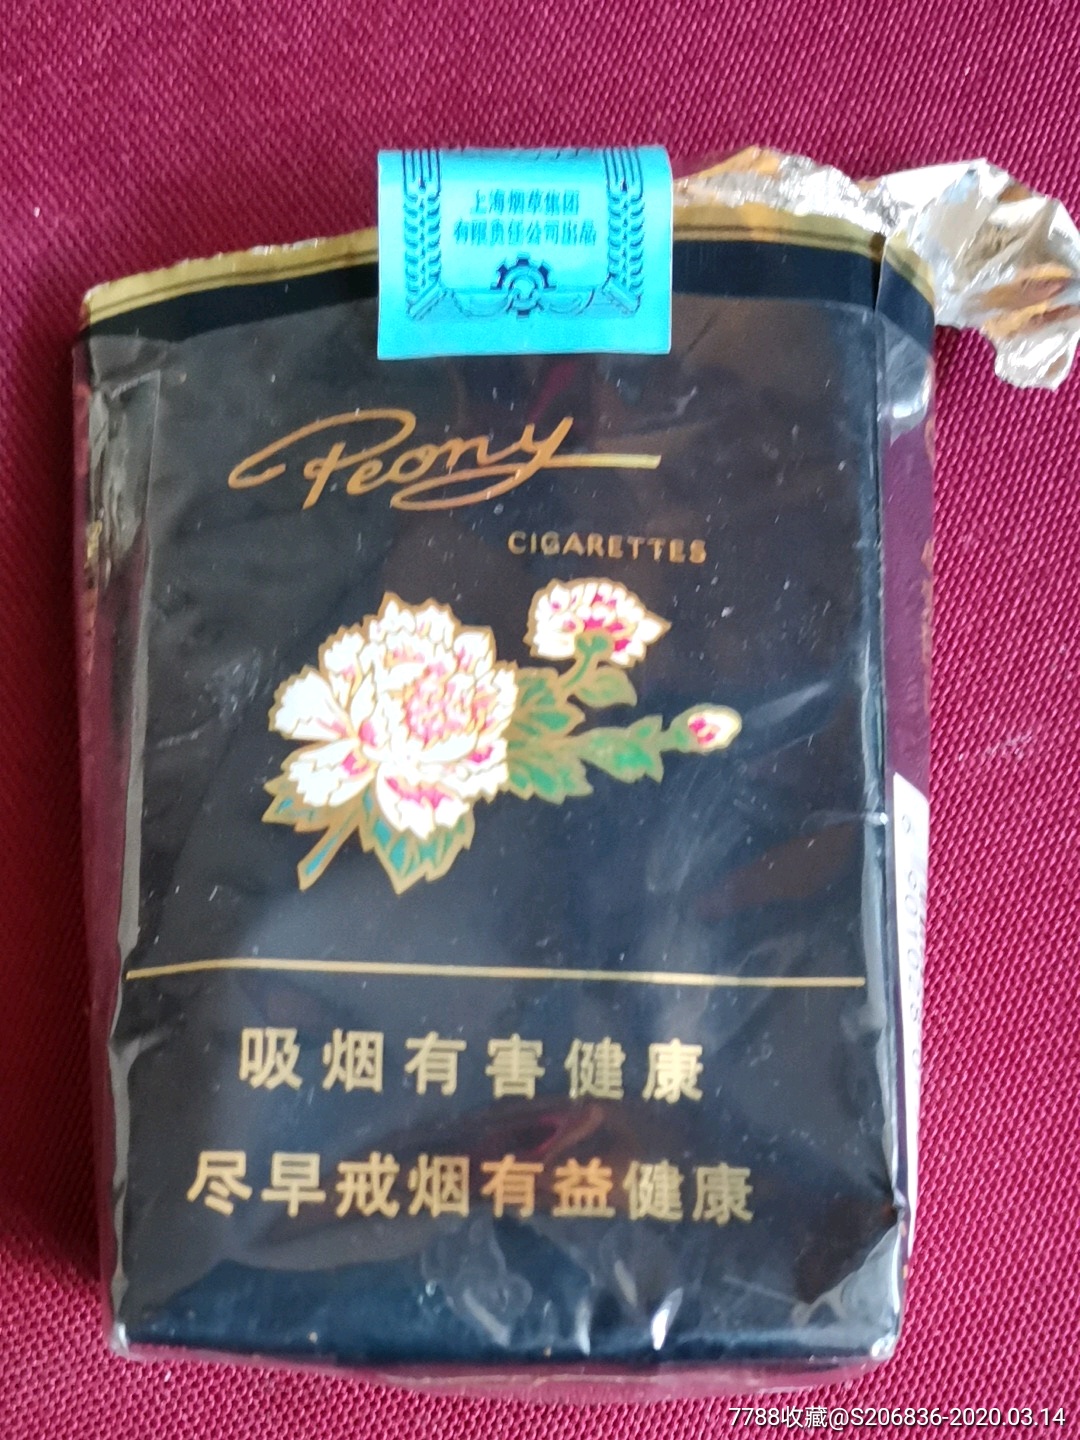 上海烟草集团
有限责任公司出品
Peony
CIGARETTES
吸烟有害健康
尽早戒烟有益健康
7788收藏@S206836-2020.03.14